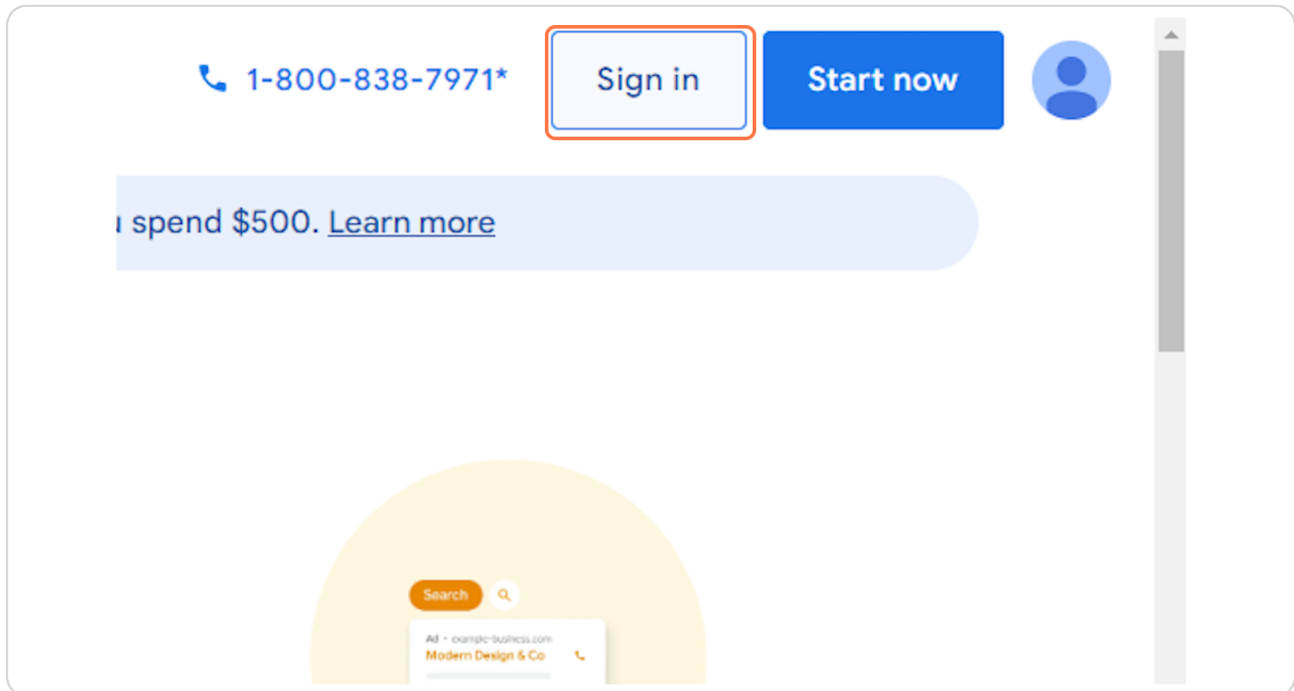 1-800-838-7971*
Sign in
Start now
spend $500. Learn more
Search
Ad · example-business.com
Modern Design & Co